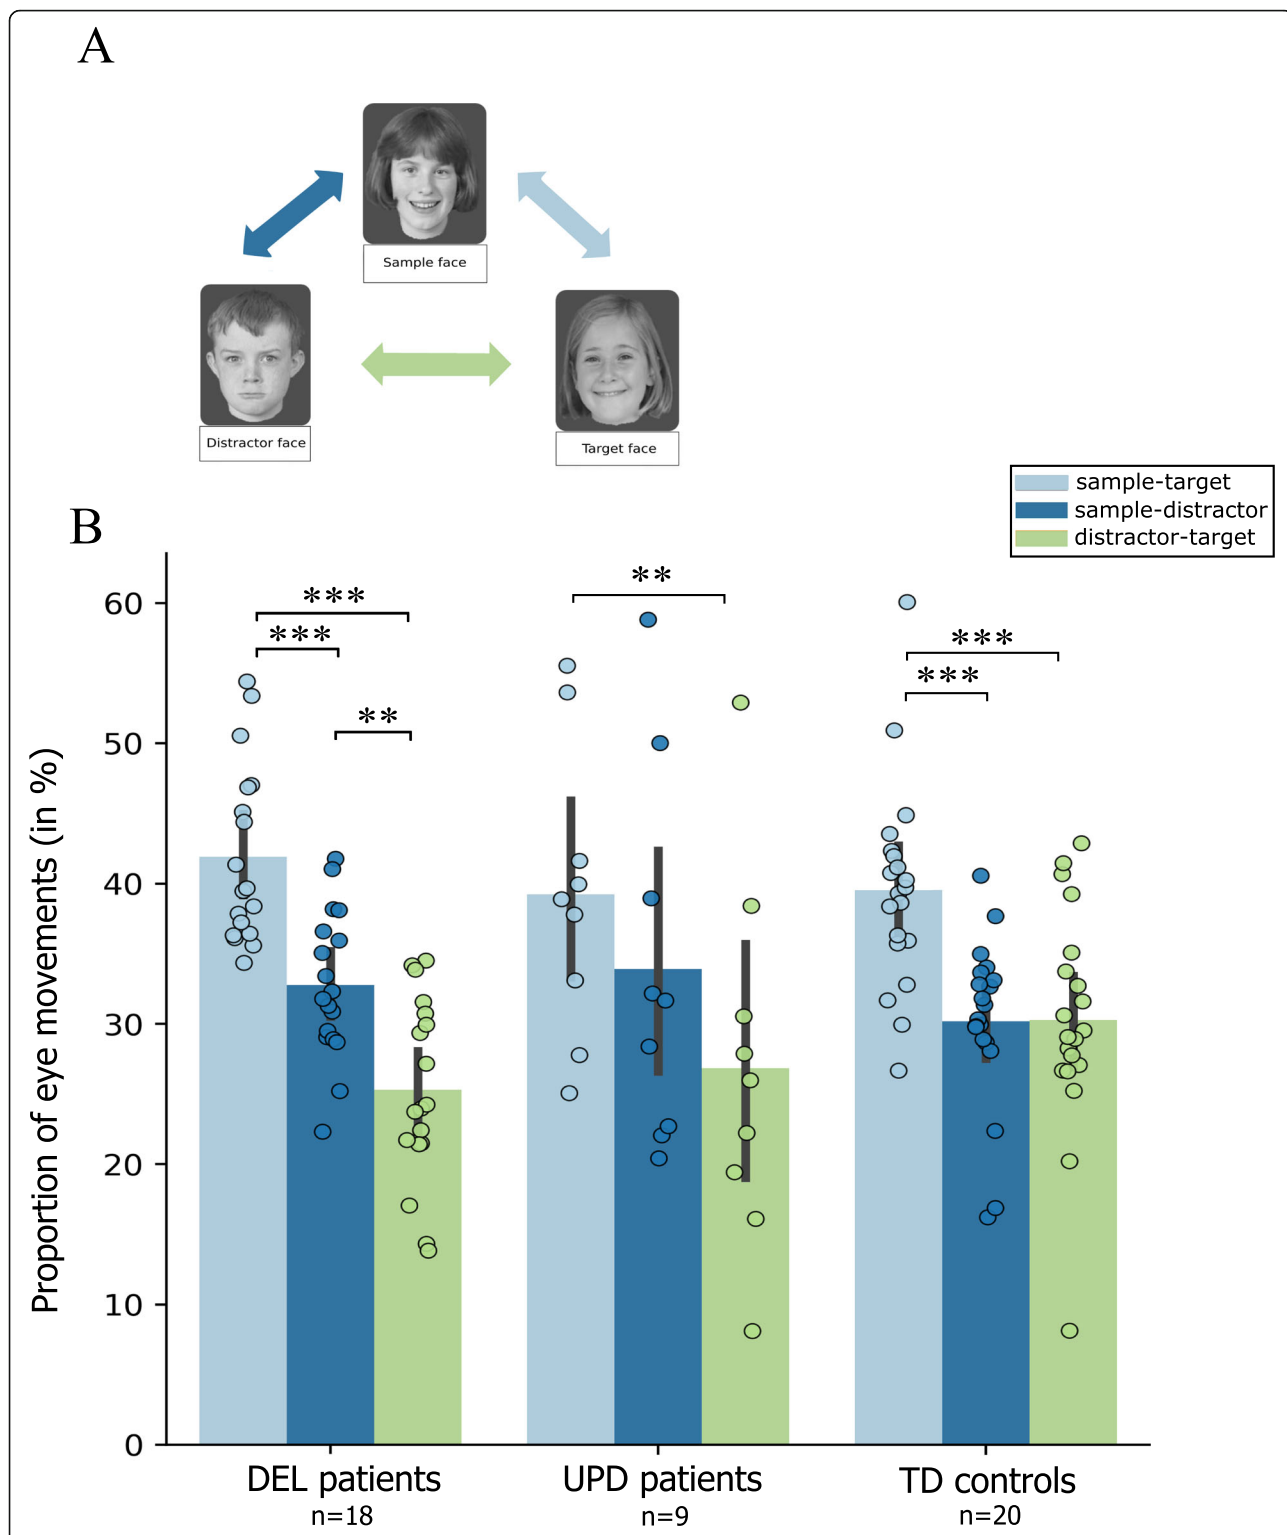 A
Sample face
Distractor face
Target face
sample-target
sample-distractor
distractor-target
B
Proportion of eye movements (in %)
60
50
40
30
20
10
0
***
***
**
**
***
***
DEL patients
n=18
UPD patients
n=9
TD controls
n=20